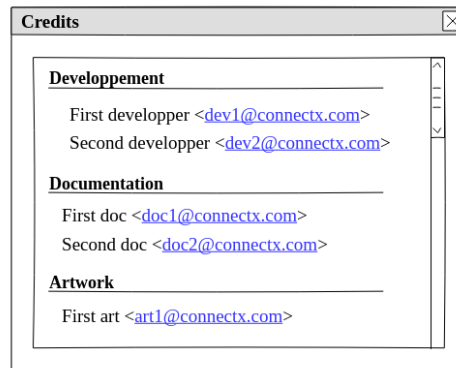 Credits
Developpement
First developper <dev1@connectx.com>
Second developper <dev2@connectx.com>
Documentation
First doc <doc1@connectx.com>
Second doc <doc2@connectx.com>
Artwork
First art <art1@connectx.com>